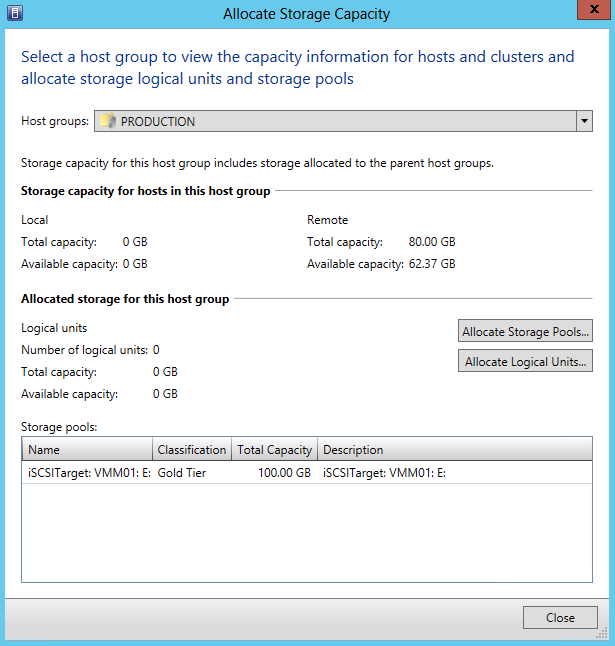 Allocate Storage Capacity
x
Select a host group to view the capacity information for hosts and clusters and
allocate storage logical units and storage pools
Host groups: PRODUCTION
Storage capacity for this host group includes storage allocated to the parent host groups.
Storage capacity for hosts in this host group
Local Remote
Total capacity: 0 GB Total capacity: 80.00 GB
Available capacity: 0 GB Available capacity: 62.37 GB
Allocated storage for this host group
Logical units
Allocate Storage Pools...
Number of logical units: 0
Allocate Logical Units...
Total capacity: 0 GB
Available capacity: 0 GB
Storage pools:
Name Classification Total Capacity Description
iSCSITarget: VMM01: E: Gold Tier 100.00 GB iSCSITarget: VMM01: E:
Close